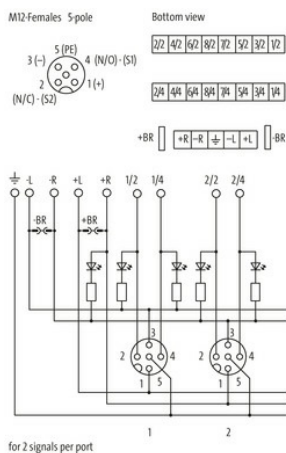 M12-Females 5-pole
Bottom view
5 (PE)
3 (–)
4 (N/O) · (S1)
2
1 (+)
(N/C) · (S2)
2/2 4/2 6/2 8/2 7/2 5/2 3/2 1/2
2/4 4/4 6/4 8/4 7/4 5/4 3/4 1/4
+BR
+R –R ⏚ –L +L
-BR
⏚ -L -R +L +R 1/2 1/4 2/2 2/4
-BR
+BR
3 3
2 4 2 4
1 5 1 5
1 2
for 2 signals per port